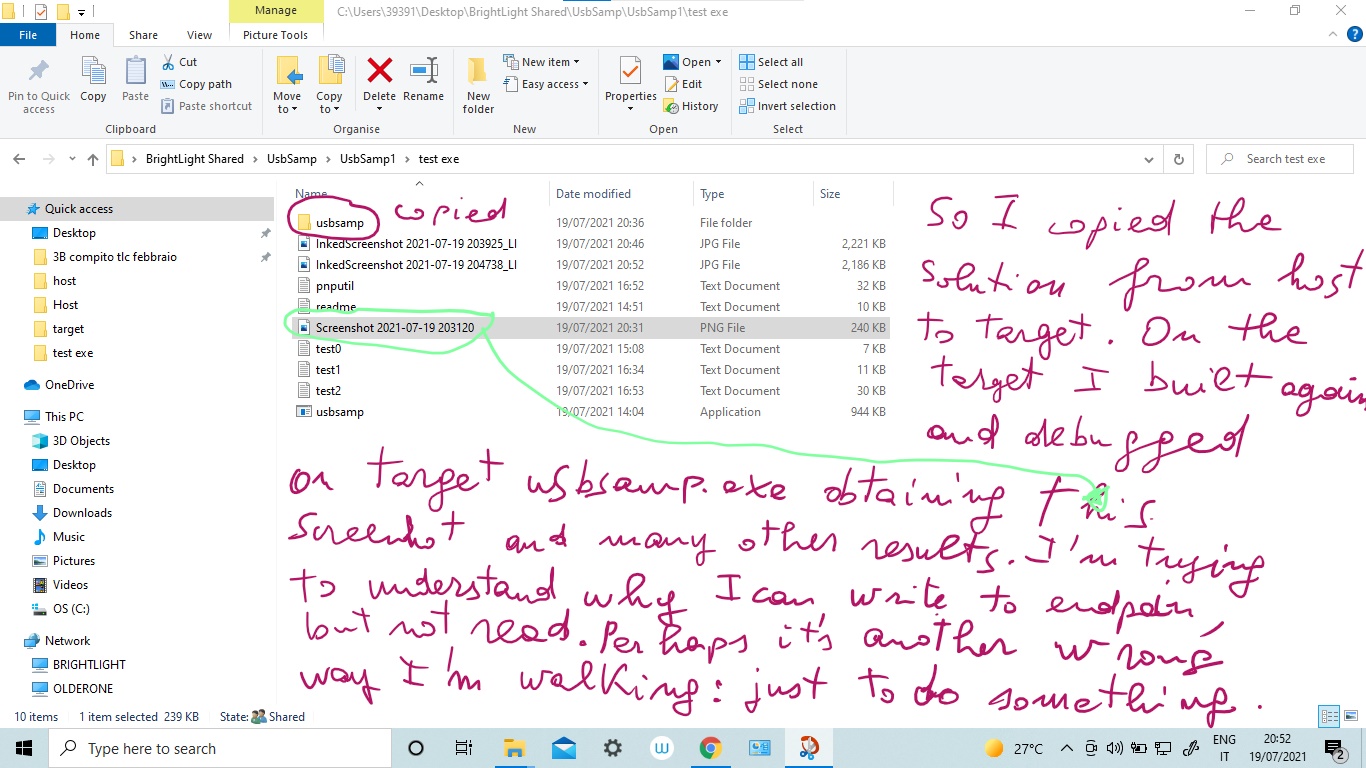 Manage
C:\Users\39391\Desktop\BrightLight Shared\UsbSamp\UsbSamp1\test exe
File
Home
Share
View
Picture Tools
Pin to Quick access
Copy
Paste
Cut
Copy path
Paste shortcut
Clipboard
Move to
Copy to
Delete
Rename
Organise
New folder
New item
Easy access
New
Properties
Open
Edit
History
Open
Select all
Select none
Invert selection
Select
BrightLight Shared > UsbSamp > UsbSamp1 > test exe
Search test exe
Name Date modified Type Size
usbsamp 19/07/2021 20:36 File folder
InkedScreenshot 2021-07-19 203925_LI 19/07/2021 20:46 JPG File 2,221 KB
InkedScreenshot 2021-07-19 204738_LI 19/07/2021 20:52 JPG File 2,186 KB
pnputil 19/07/2021 16:52 Text Document 32 KB
readme 19/07/2021 14:51 Text Document 10 KB
Screenshot 2021-07-19 203120 19/07/2021 20:31 PNG File 240 KB
test0 19/07/2021 15:08 Text Document 7 KB
test1 19/07/2021 16:34 Text Document 11 KB
test2 19/07/2021 16:53 Text Document 30 KB
usbsamp 19/07/2021 14:04 Application 944 KB
Quick access
Desktop
3B compito tlc febbraio
host
Host
target
test exe
OneDrive
This PC
3D Objects
Desktop
Documents
Downloads
Music
Pictures
Videos
OS (C:)
Network
BRIGHTLIGHT
OLDERONE
copied
So I copied the
solution from host
to target. On the
target I built again
and debugged
on target usbsamp.exe obtaining this
screenhot and many other results. I'm trying
to understand why I can write to endpoin
but not read. Perhaps it's another wrong
way I'm walking: just to do something.
10 items 1 item selected 239 KB State: Shared
Type here to search
27°C
ENG
IT
20:52
19/07/2021
2